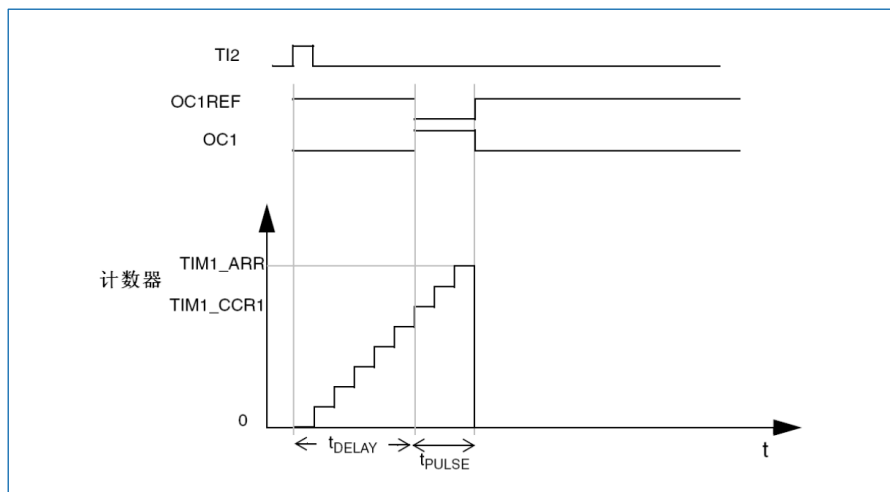 TI2
OC1REF
OC1
TIM1_ARR
计数器
TIM1_CCR1
0
tDELAY
tPULSE
t